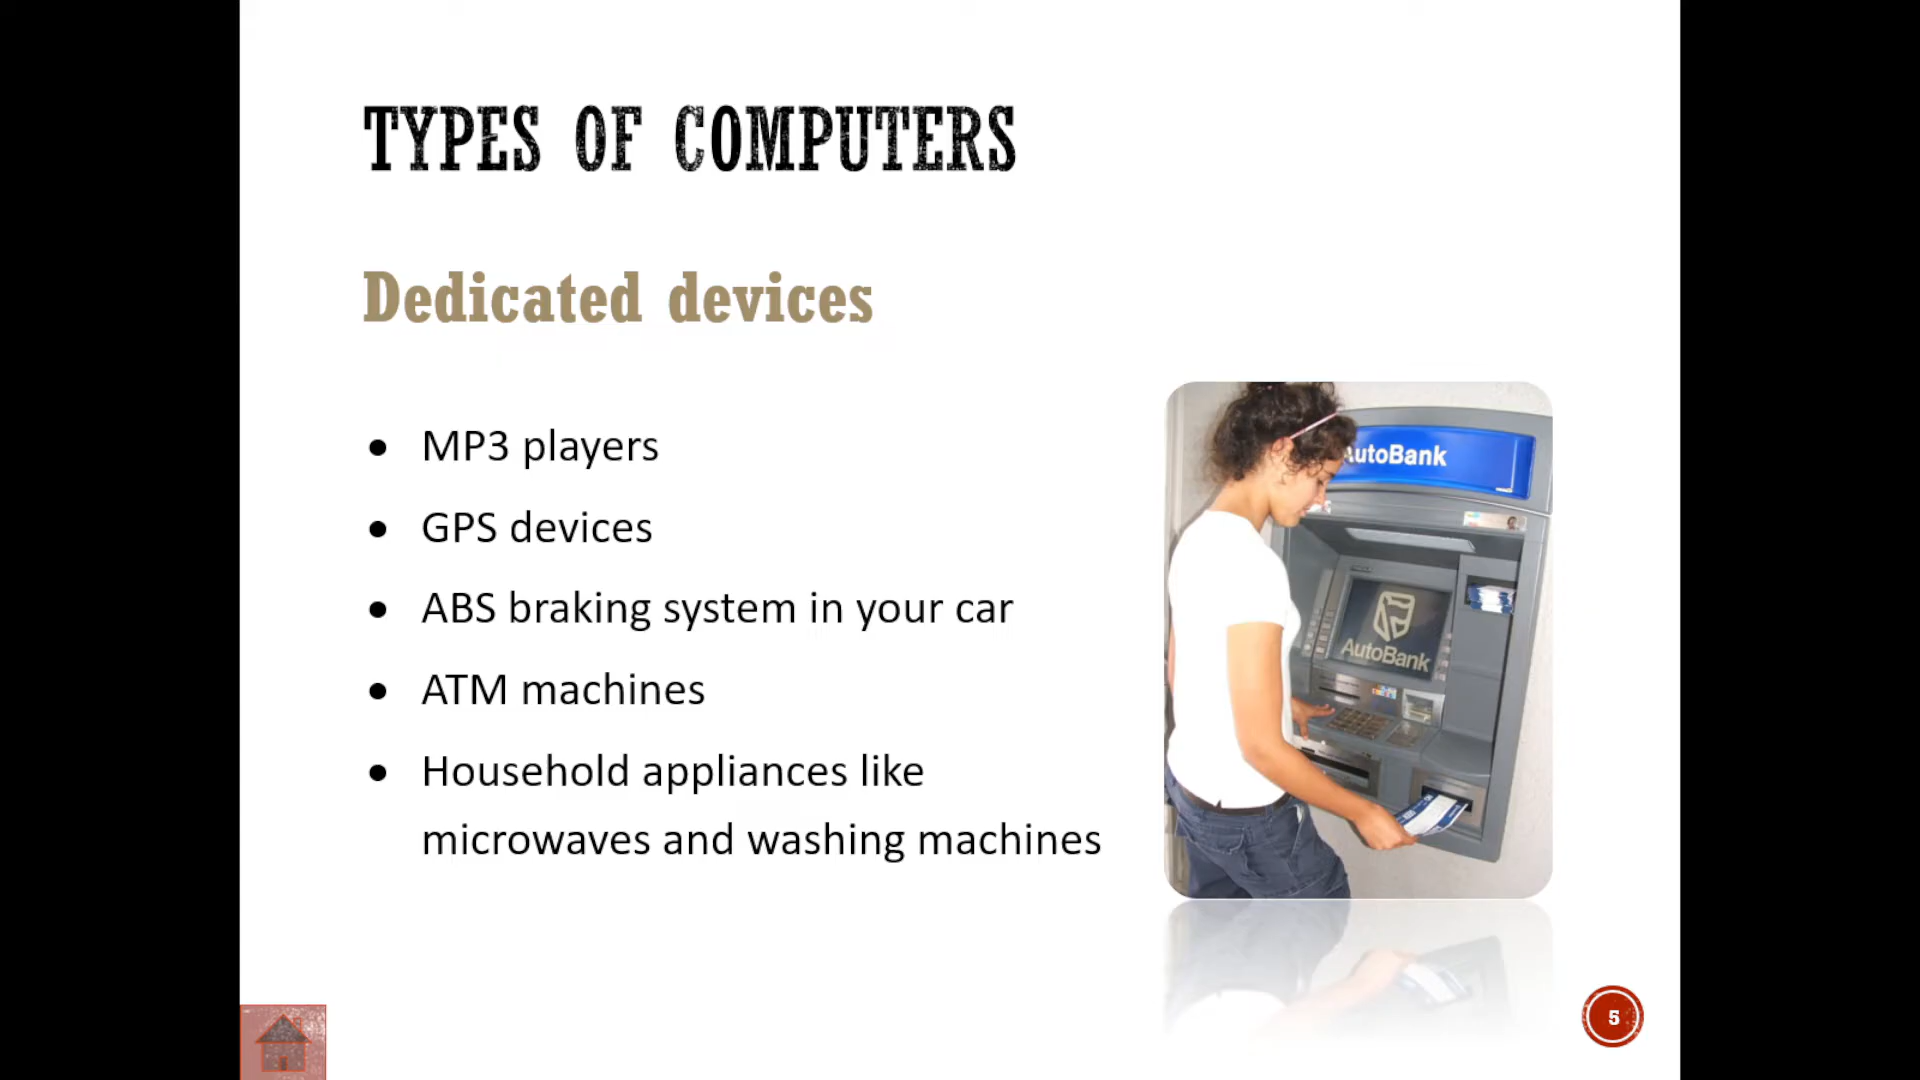 TYPES OF COMPUTERS
Dedicated devices
• MP3 players
• GPS devices
• ABS braking system in your car
• ATM machines
• Household appliances like
microwaves and washing machines
AutoBank
AutoBank
5